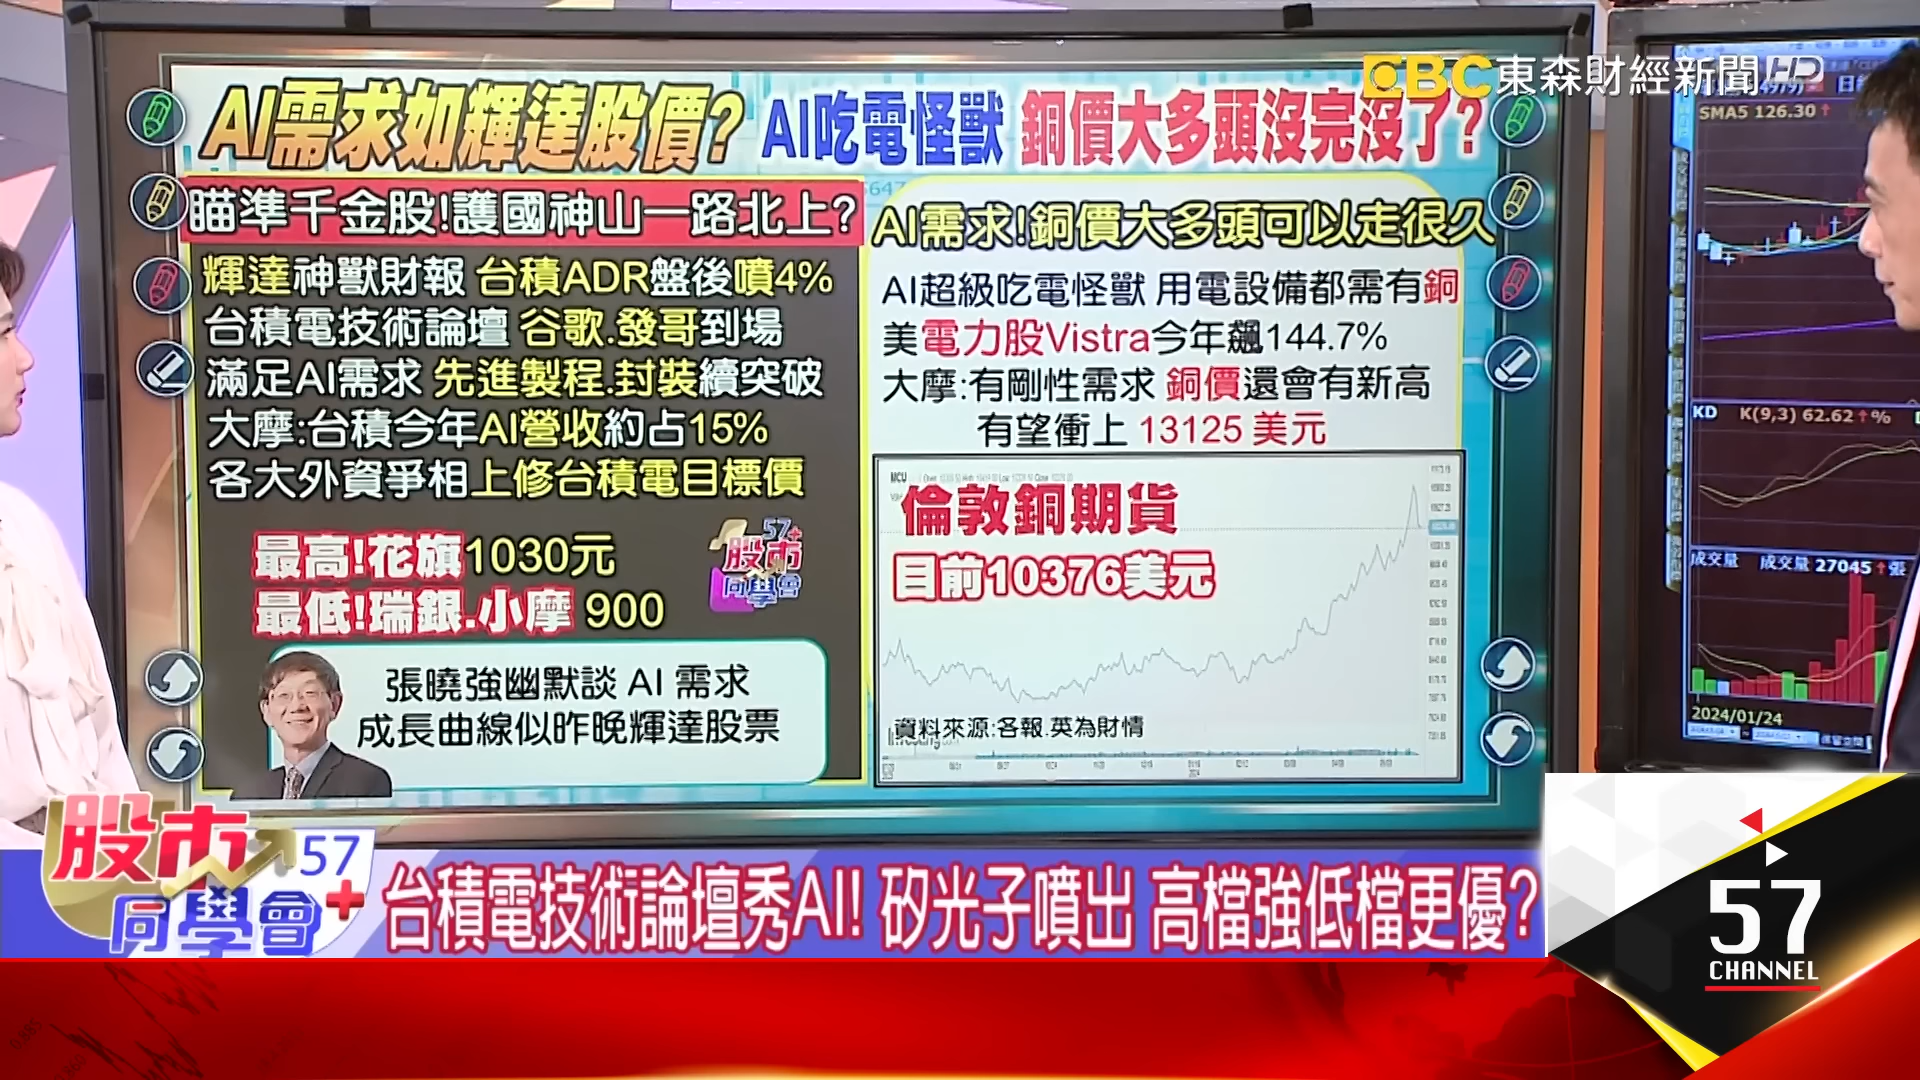 EBC東森財經新聞HD
AI需求如輝達股價? AI吃電怪獸 銅價大多頭沒完沒了?
瞄準千金股!護國神山一路北上?
輝達神獸財報 台積ADR盤後噴4%
台積電技術論壇 谷歌.發哥到場
滿足AI需求 先進製程.封裝續突破
大摩:台積今年AI營收約占15%
各大外資爭相上修台積電目標價
最高!花旗1030元
最低!瑞銀.小摩 900
57+
股市
同學會
張曉強幽默談 AI 需求
成長曲線似昨晚輝達股票
AI需求!銅價大多頭可以走很久
AI超級吃電怪獸 用電設備都需有銅
美電力股Vistra今年飆144.7%
大摩:有剛性需求 銅價還會有新高
有望衝上 13125 美元
MCU
倫敦銅期貨
目前10376美元
資料來源:各報.英為財情
SMA5 126.30
KD K(9,3) 62.62 %
成交量 成交量 27045 張
2024/01/24
股市 57
同學會 +
台積電技術論壇秀AI! 矽光子噴出 高檔強低檔更優?
57
CHANNEL